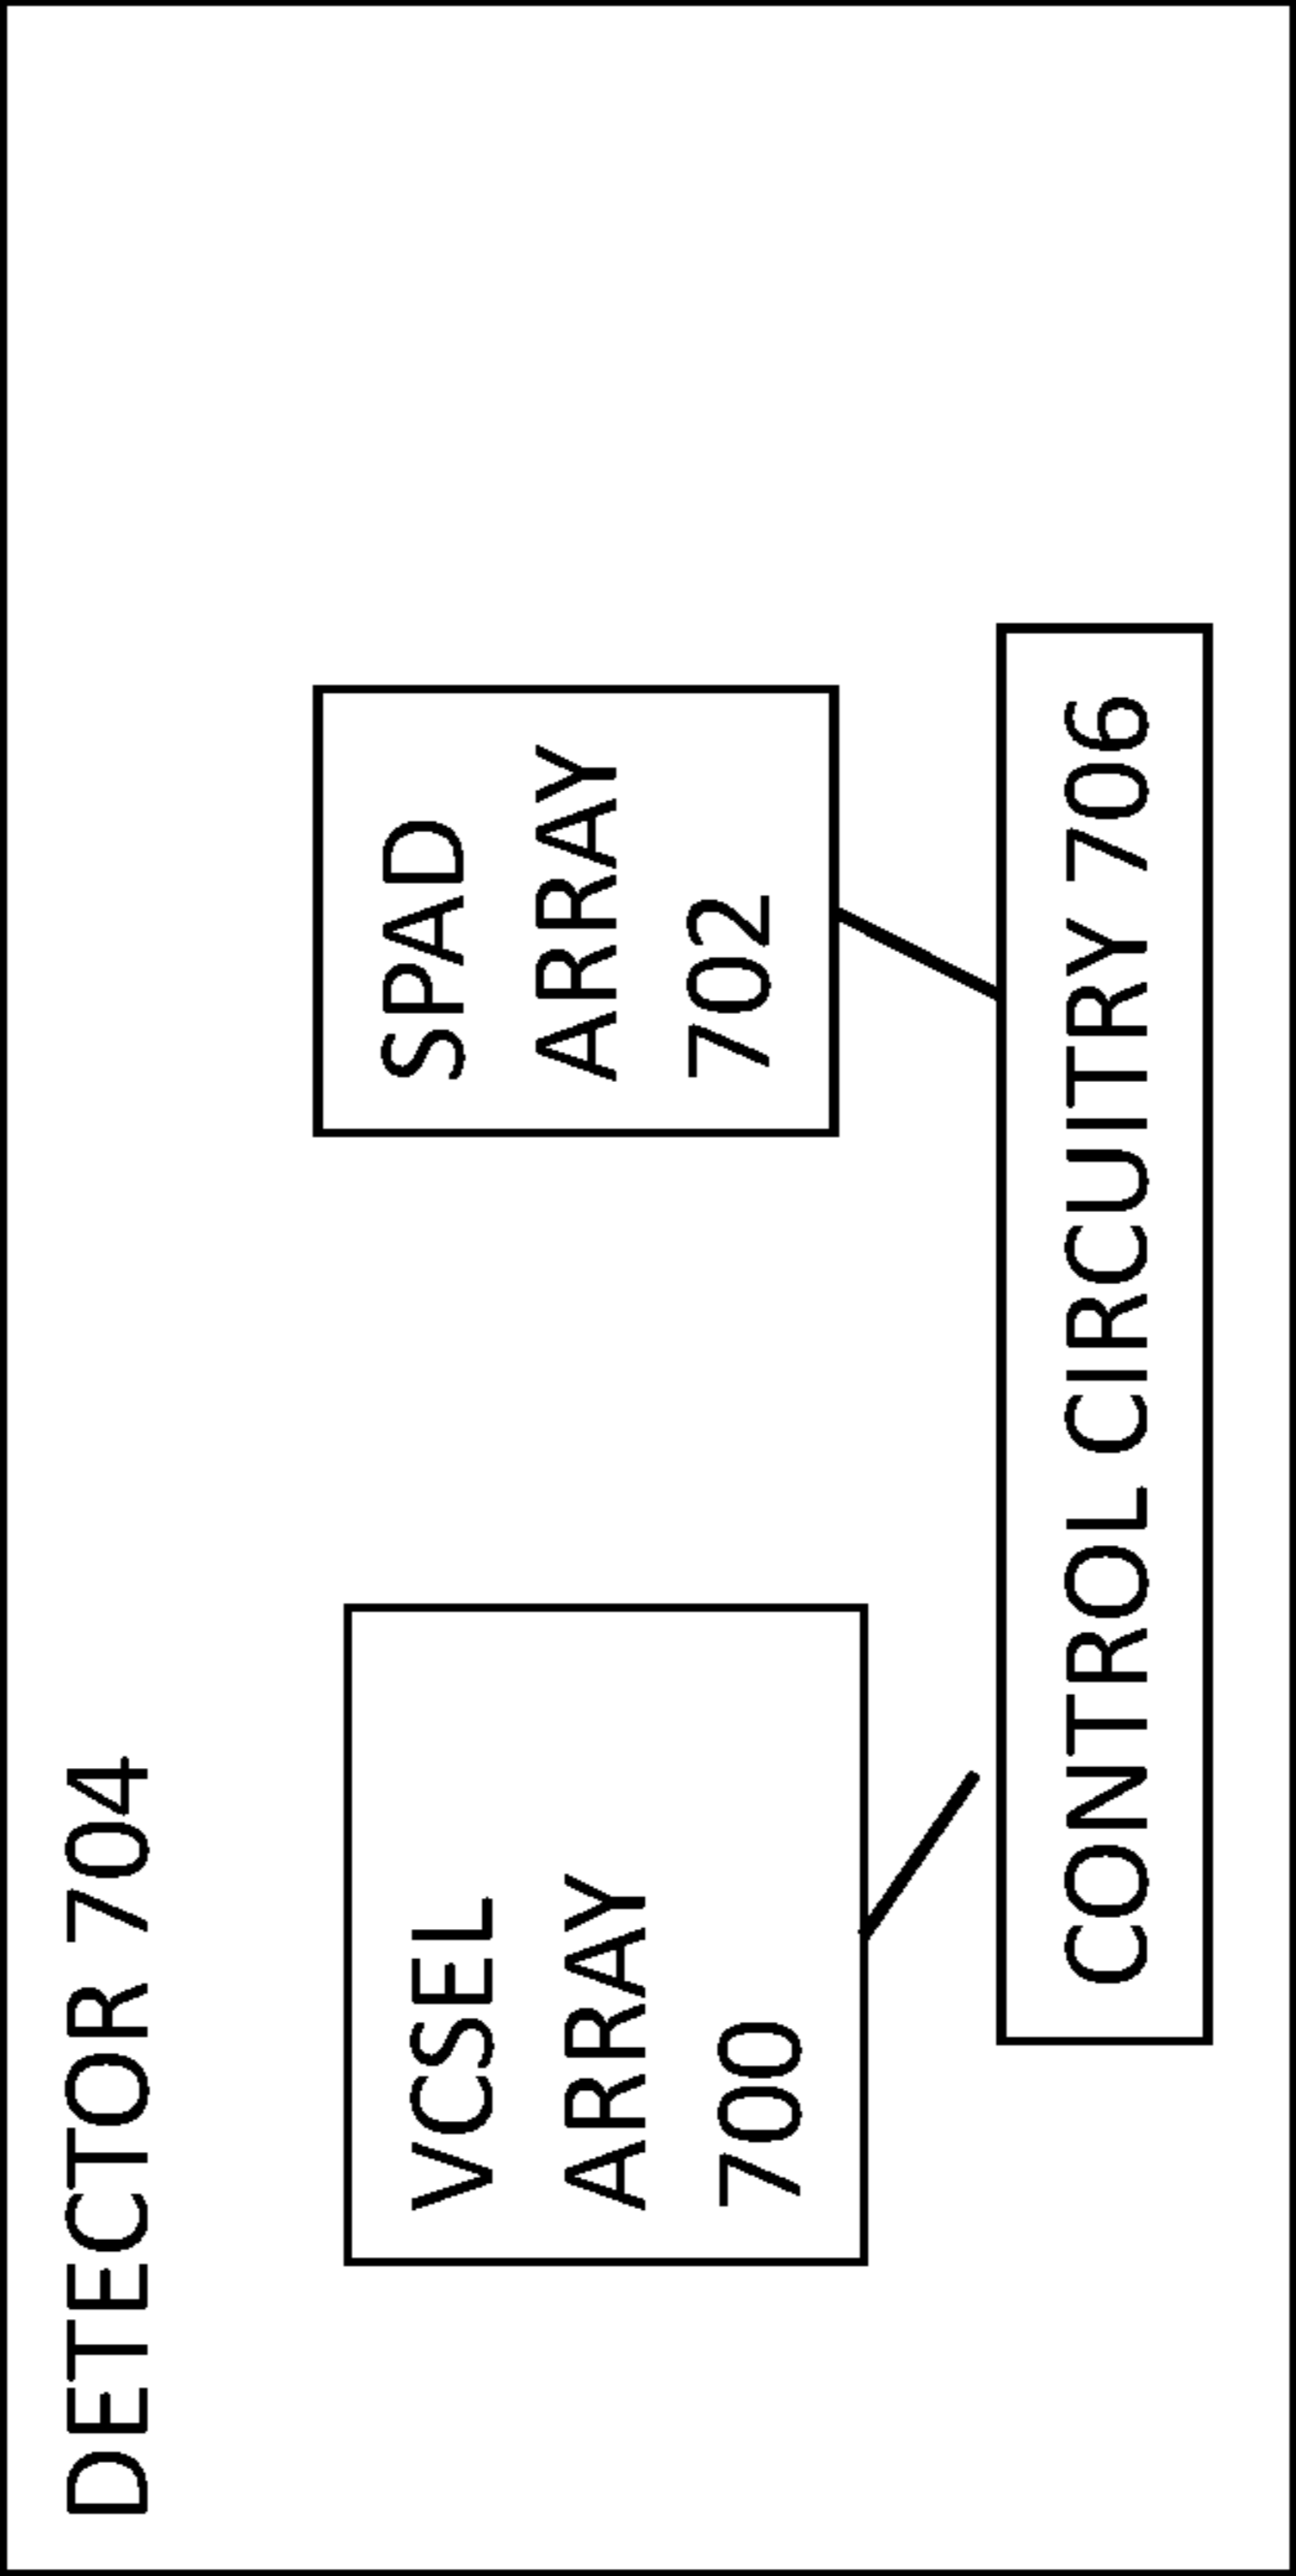 DETECTOR 704
VCSEL
ARRAY
700
SPAD
ARRAY
702
CONTROL CIRCUITRY 706